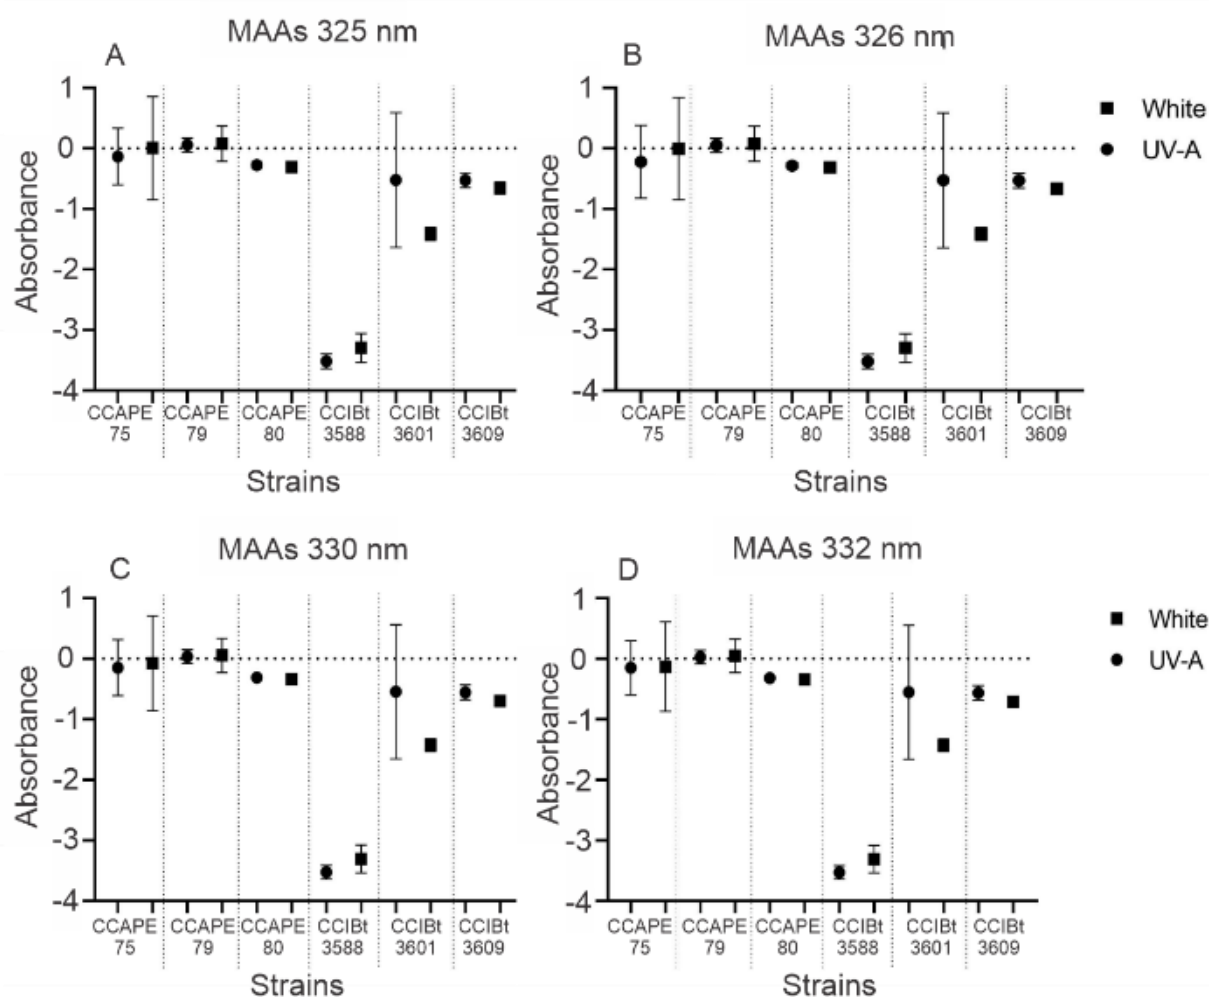 MAAs 325 nm
MAAs 326 nm
A
B
1
0
-1
-2
-3
-4
Absorbance
CCAPE 75
CCAPE 79
CCAPE 80
CCIBt 3588
CCIBt 3601
CCIBt 3609
Strains
1
0
-1
-2
-3
-4
Absorbance
CCAPE 75
CCAPE 79
CCAPE 80
CCIBt 3588
CCIBt 3601
CCIBt 3609
Strains
White
UV-A
MAAs 330 nm
MAAs 332 nm
C
D
1
0
-1
-2
-3
-4
Absorbance
CCAPE 75
CCAPE 79
CCAPE 80
CCIBt 3588
CCIBt 3601
CCIBt 3609
Strains
1
0
-1
-2
-3
-4
Absorbance
CCAPE 75
CCAPE 79
CCAPE 80
CCIBt 3588
CCIBt 3601
CCIBt 3609
Strains
White
UV-A